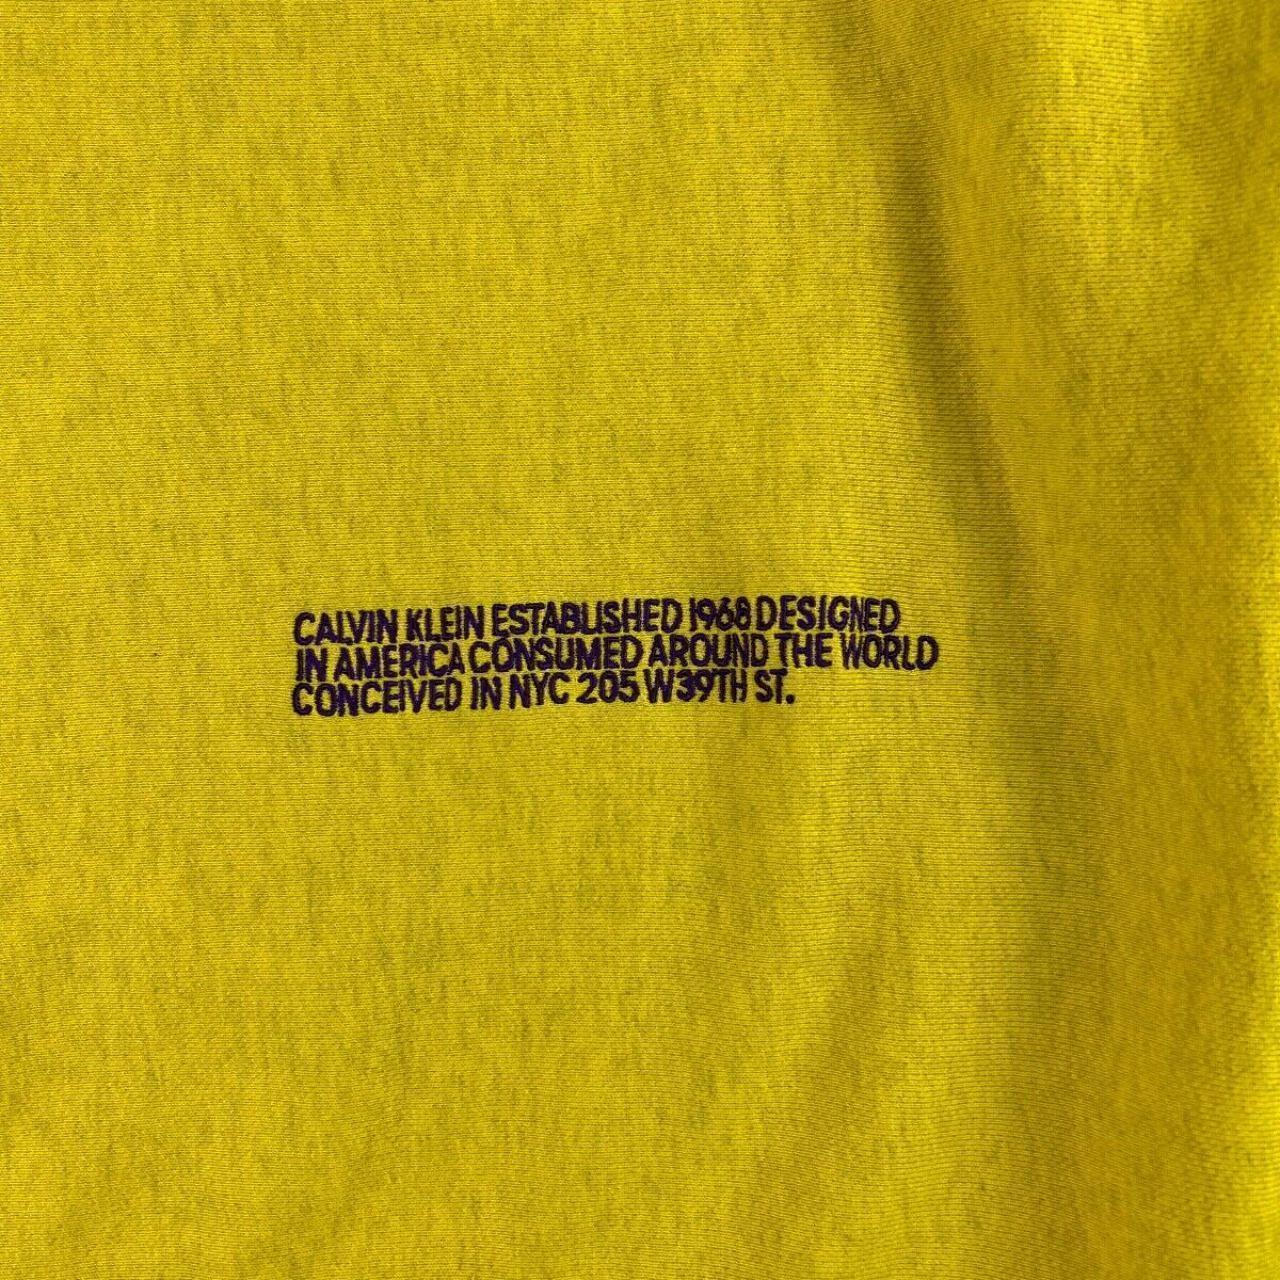 CALVIN KLEIN ESTABLISHED 1968 DESIGNED
IN AMERICA CONSUMED AROUND THE WORLD
CONCEIVED IN NYC 205 W39TH ST.